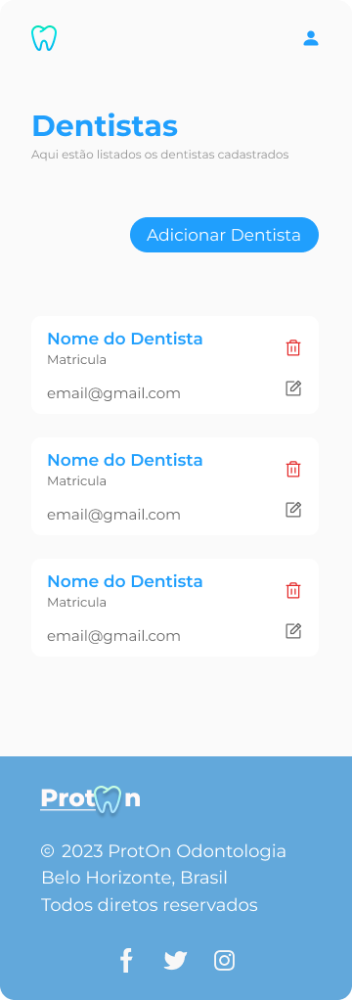 Dentistas
Aqui estão listados os dentistas cadastrados
Adicionar Dentista
Nome do Dentista
Matricula
email@gmail.com
Nome do Dentista
Matricula
email@gmail.com
Nome do Dentista
Matricula
email@gmail.com
ProtOn
© 2023 ProtOn Odontologia
Belo Horizonte, Brasil
Todos diretos reservados